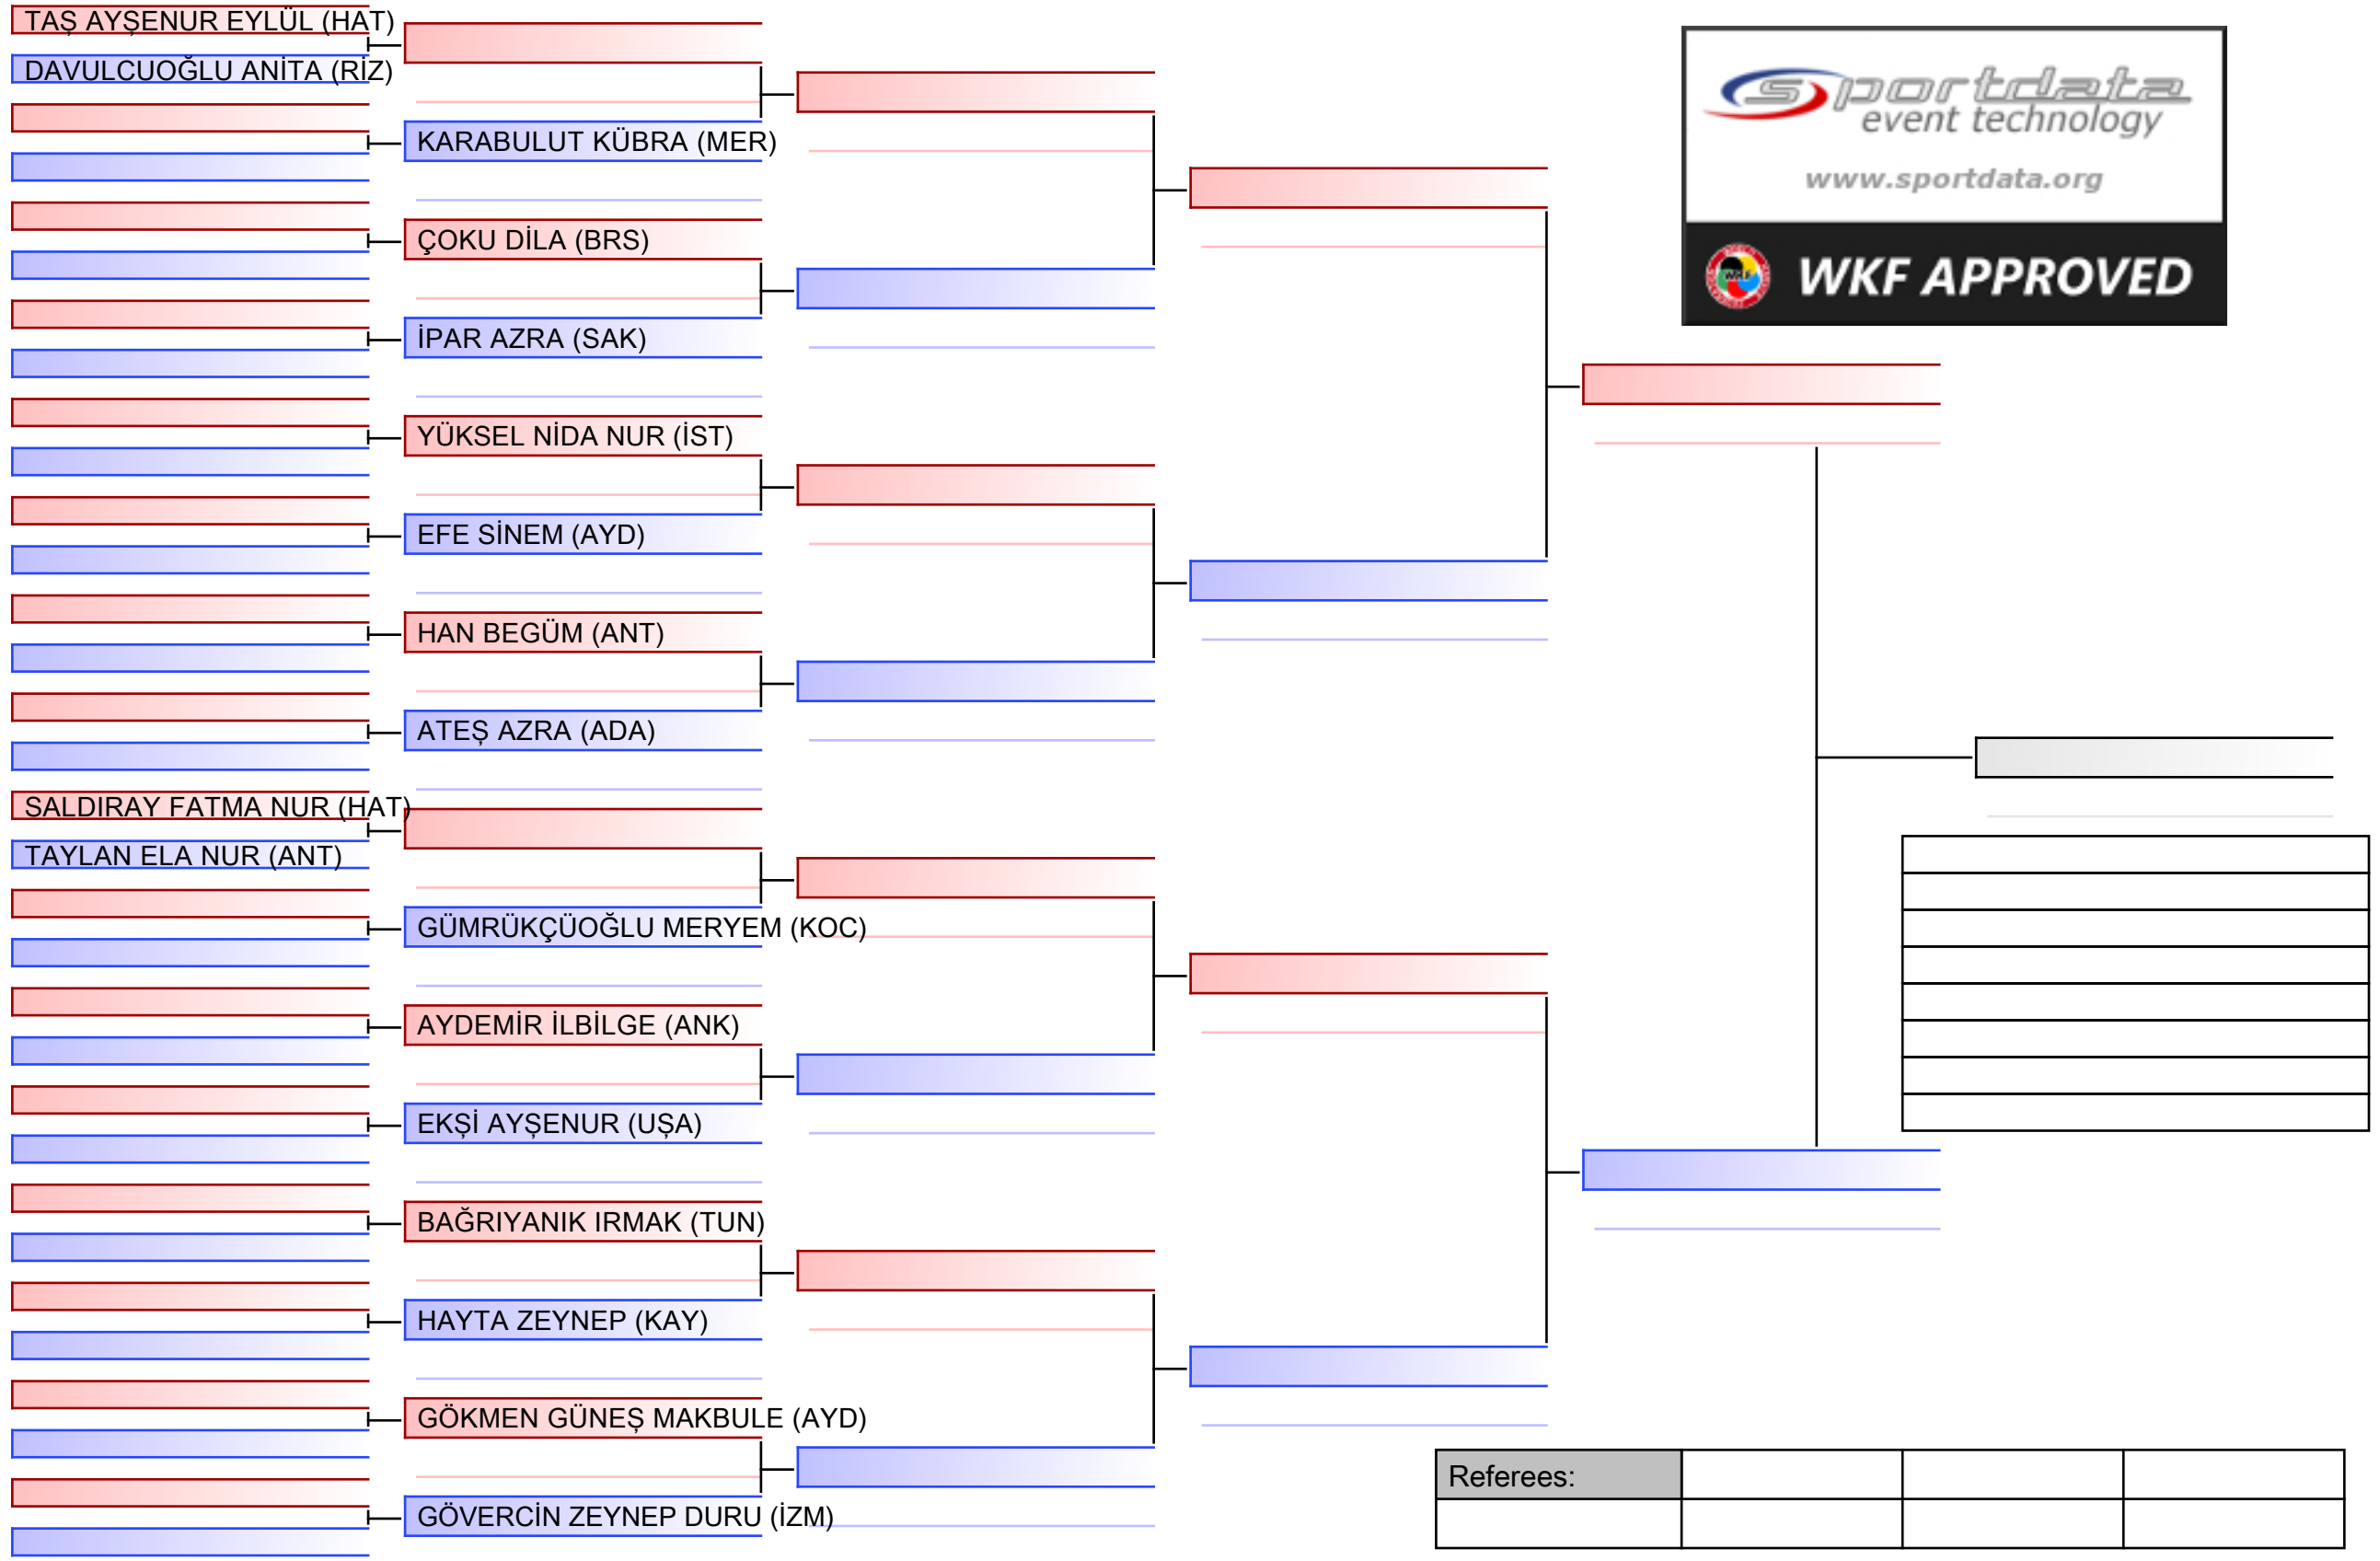 TAŞ AYŞENUR EYLÜL (HAT)
DAVULCUOĞLU ANİTA (RİZ)
KARABULUT KÜBRA (MER)
ÇOKU DİLA (BRS)
İPAR AZRA (SAK)
YÜKSEL NİDA NUR (İST)
EFE SİNEM (AYD)
HAN BEGÜM (ANT)
ATEŞ AZRA (ADA)
SALDIRAY FATMA NUR (HAT)
TAYLAN ELA NUR (ANT)
GÜMRÜKÇÜOĞLU MERYEM (KOC)
AYDEMİR İLBİLGE (ANK)
EKŞİ AYŞENUR (UŞA)
BAĞRIYANIK IRMAK (TUN)
HAYTA ZEYNEP (KAY)
GÖKMEN GÜNEŞ MAKBULE (AYD)
GÖVERCİN ZEYNEP DURU (İZM)
sportdata
event technology
www.sportdata.org
WKF APPROVED
Referees: